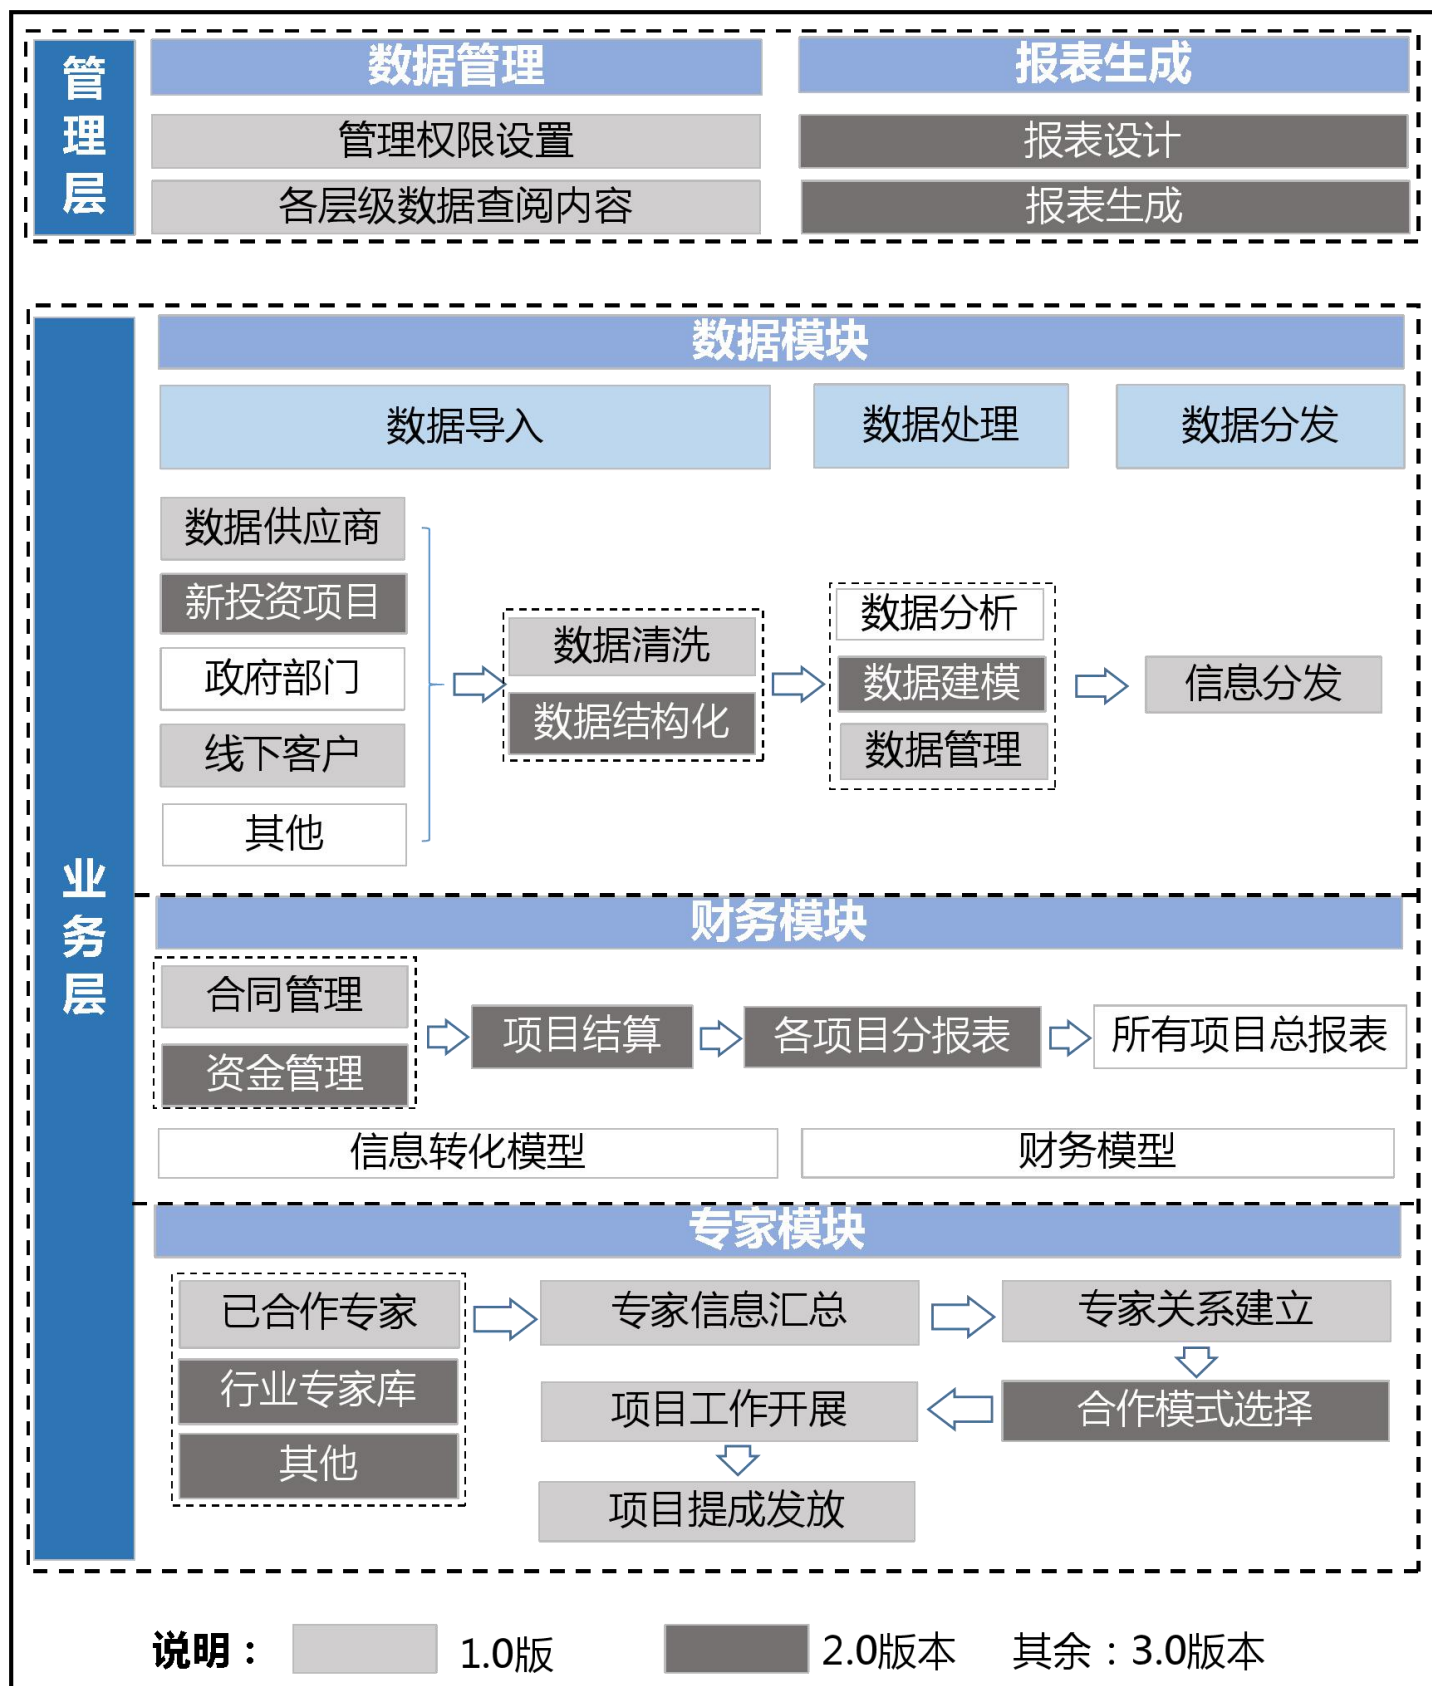 管理层
数据管理
报表生成
管理权限设置
报表设计
各层级数据查阅内容
报表生成
业务层
数据模块
数据导入
数据处理
数据分发
数据供应商
新投资项目
政府部门
线下客户
其他
数据清洗
数据结构化
数据分析
数据建模
数据管理
信息分发
财务模块
合同管理
资金管理
项目结算
各项目分报表
所有项目总报表
信息转化模型
财务模型
专家模块
已合作专家
行业专家库
其他
专家信息汇总
专家关系建立
合作模式选择
项目工作开展
项目提成发放
说明：
1.0版
2.0版本
其余：3.0版本